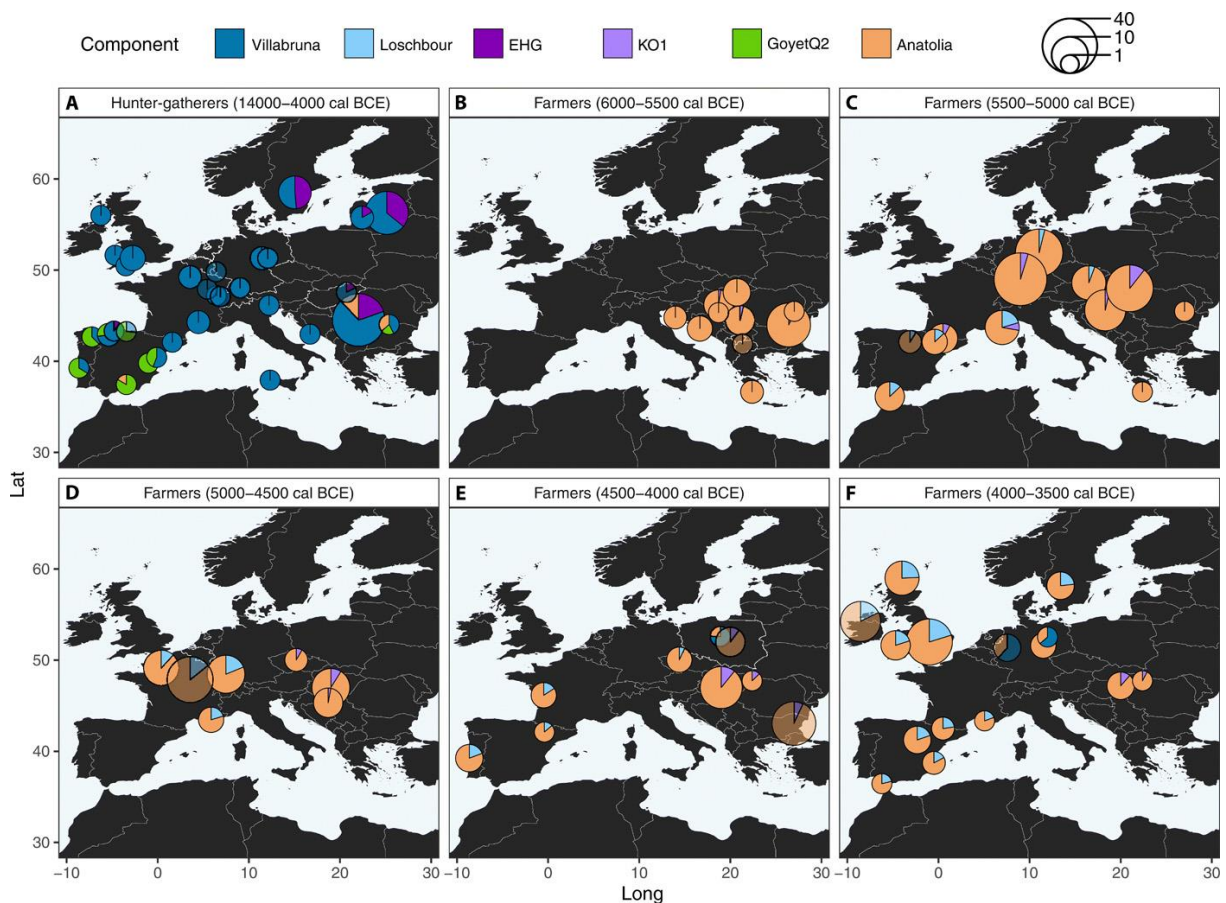 Component Villabruna Loschbour EHG KO1 GoyetQ2 Anatolia
40
10
1
A Hunter-gatherers (14000–4000 cal BCE)
B Farmers (6000–5500 cal BCE)
C Farmers (5500–5000 cal BCE)
60
50
40
30
D Farmers (5000–4500 cal BCE)
E Farmers (4500–4000 cal BCE)
F Farmers (4000–3500 cal BCE)
60
50
40
30
Lat
−10 0 10 20 30
−10 0 10 20 30
−10 0 10 20 30
Long